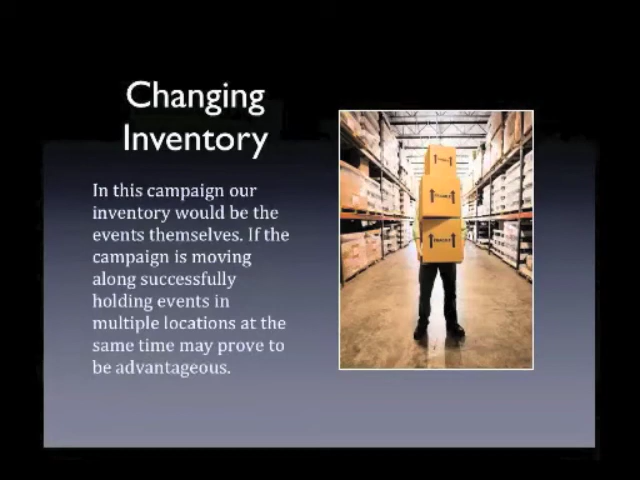 Changing
Inventory
In this campaign our
inventory would be the
events themselves. If the
campaign is moving
along successfully
holding events in
multiple locations at the
same time may prove to
be advantageous.